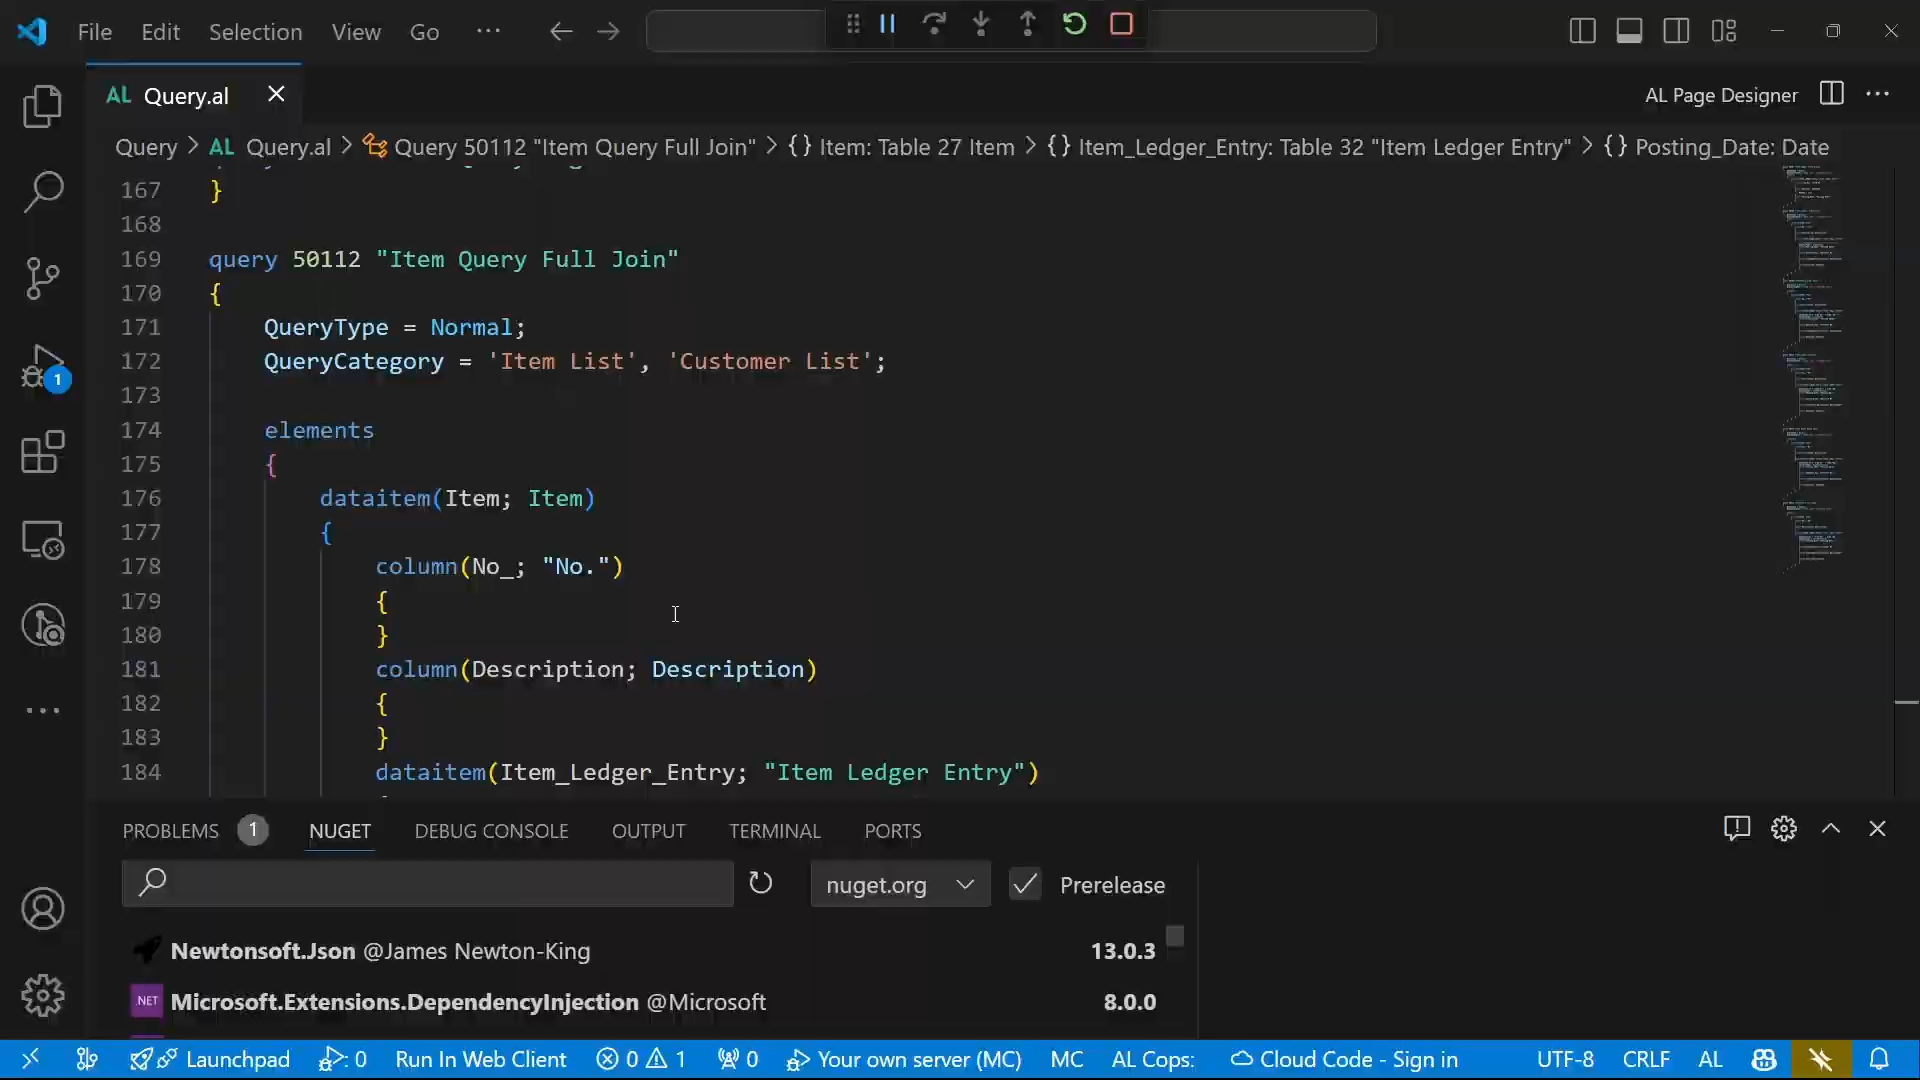 File Edit Selection View Go ...
AL Query.al
AL Page Designer
Query > AL Query.al > Query 50112 "Item Query Full Join" > {} Item: Table 27 Item > {} Item_Ledger_Entry: Table 32 "Item Ledger Entry" > {} Posting_Date: Date
167 }
168
169 query 50112 "Item Query Full Join"
170 {
171 QueryType = Normal;
172 QueryCategory = 'Item List', 'Customer List';
173
174 elements
175 {
176 dataitem(Item; Item)
177 {
178 column(No_; "No.")
179 {
180 }
181 column(Description; Description)
182 {
183 }
184 dataitem(Item_Ledger_Entry; "Item Ledger Entry")
1
PROBLEMS 1 NUGET DEBUG CONSOLE OUTPUT TERMINAL PORTS
nuget.org Prerelease
Newtonsoft.Json @James Newton-King 13.0.3
.NET Microsoft.Extensions.DependencyInjection @Microsoft 8.0.0
Launchpad : 0 Run In Web Client 0 1 0 Your own server (MC) MC AL Cops: Cloud Code - Sign in UTF-8 CRLF AL